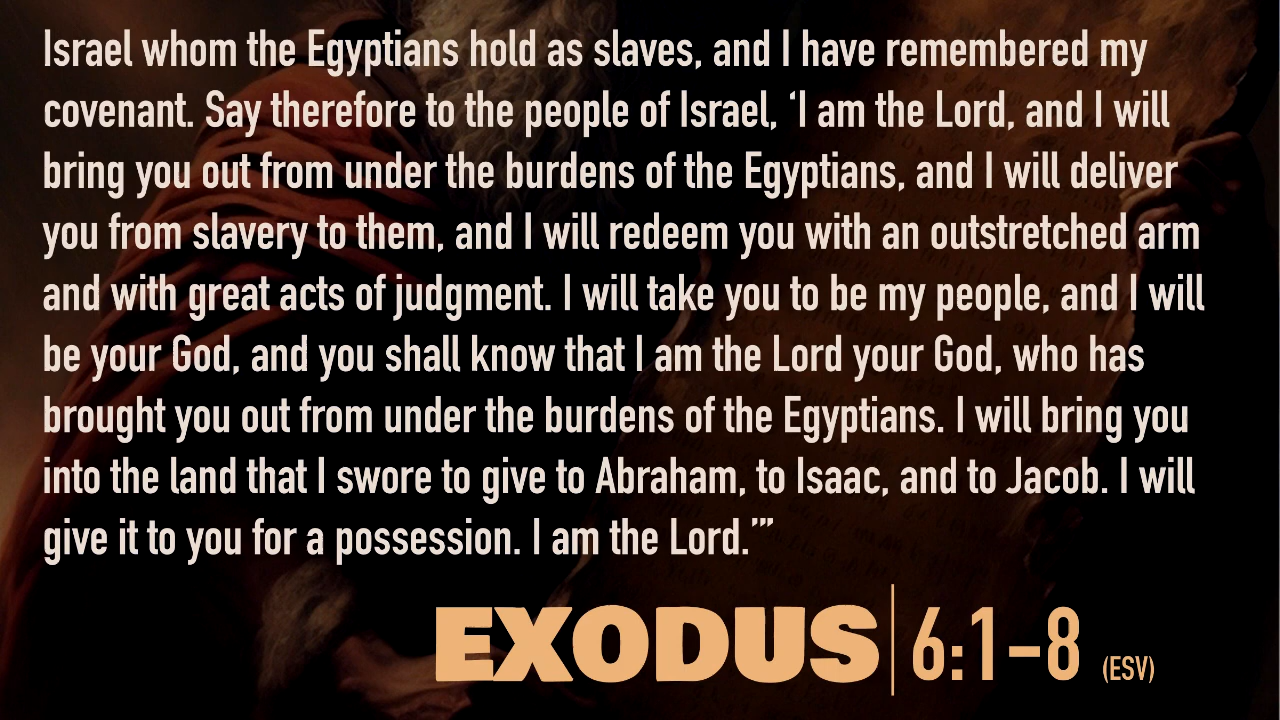 Israel whom the Egyptians hold as slaves, and I have remembered my
covenant. Say therefore to the people of Israel, ‘I am the Lord, and I will
bring you out from under the burdens of the Egyptians, and I will deliver
you from slavery to them, and I will redeem you with an outstretched arm
and with great acts of judgment. I will take you to be my people, and I will
be your God, and you shall know that I am the Lord your God, who has
brought you out from under the burdens of the Egyptians. I will bring you
into the land that I swore to give to Abraham, to Isaac, and to Jacob. I will
give it to you for a possession. I am the Lord.’”
EXODUS 6:1–8 (ESV)